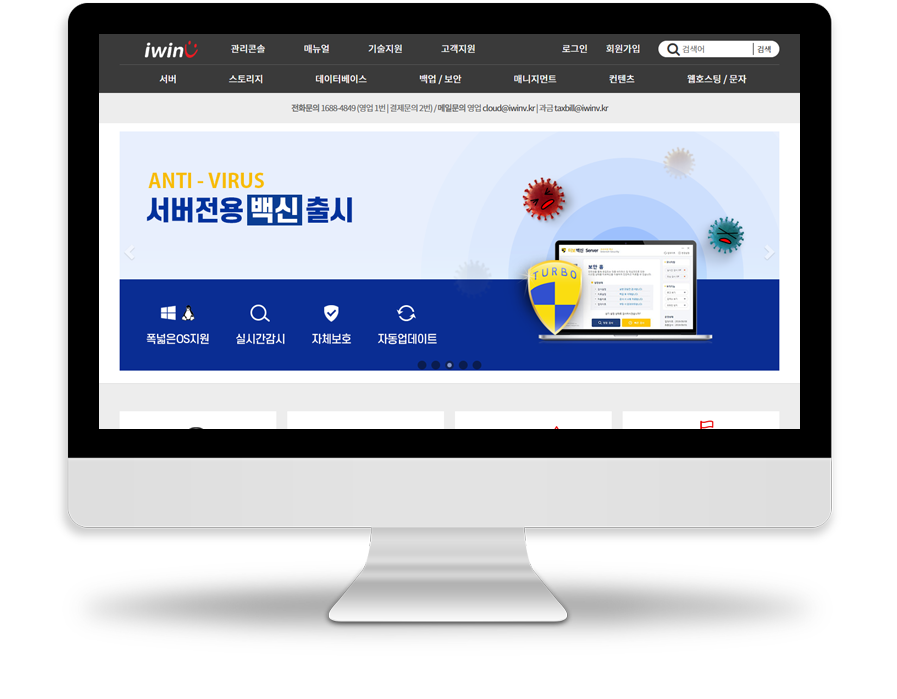 iwinv 관리콘솔 매뉴얼 기술지원 고객지원 로그인 회원가입 검색어 검색
서버 스토리지 데이터베이스 백업 / 보안 매니지먼트 컨텐츠 웹호스팅 / 문자
전화문의 1688-4849 (영업 1번 | 결제문의 2번) / 메일문의 영업 cloud@iwinv.kr | 과금 taxbill@iwinv.kr
ANTI - VIRUS
서버전용 백신 출시
백신 Server
보안 홈
TURBO
폭넓은OS지원 실시간감시 자체보호 자동업데이트